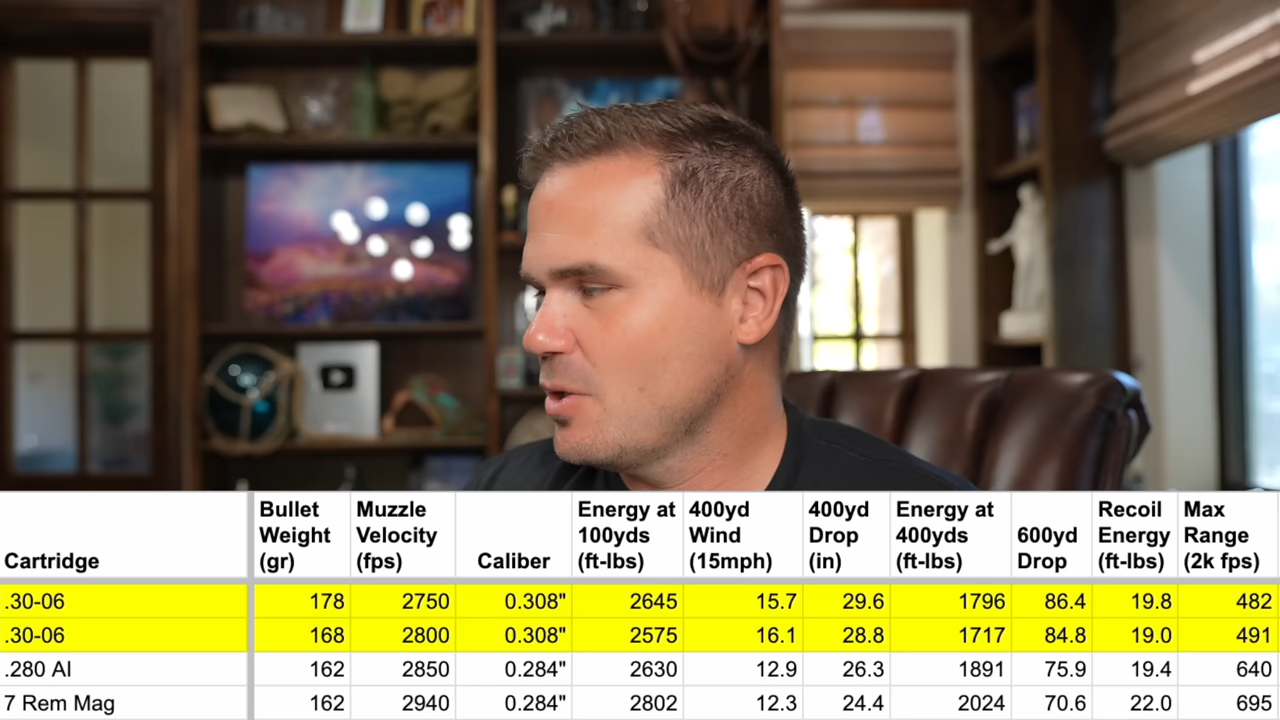 Cartridge Bullet Weight (gr) Muzzle Velocity (fps) Caliber Energy at 100yds (ft-lbs) 400yd Wind (15mph) 400yd Drop (in) Energy at 400yds (ft-lbs) 600yd Drop Recoil Energy (ft-lbs) Max Range (2k fps)
.30-06 178 2750 0.308" 2645 15.7 29.6 1796 86.4 19.8 482
.30-06 168 2800 0.308" 2575 16.1 28.8 1717 84.8 19.0 491
.280 AI 162 2850 0.284" 2630 12.9 26.3 1891 75.9 19.4 640
7 Rem Mag 162 2940 0.284" 2802 12.3 24.4 2024 70.6 22.0 695